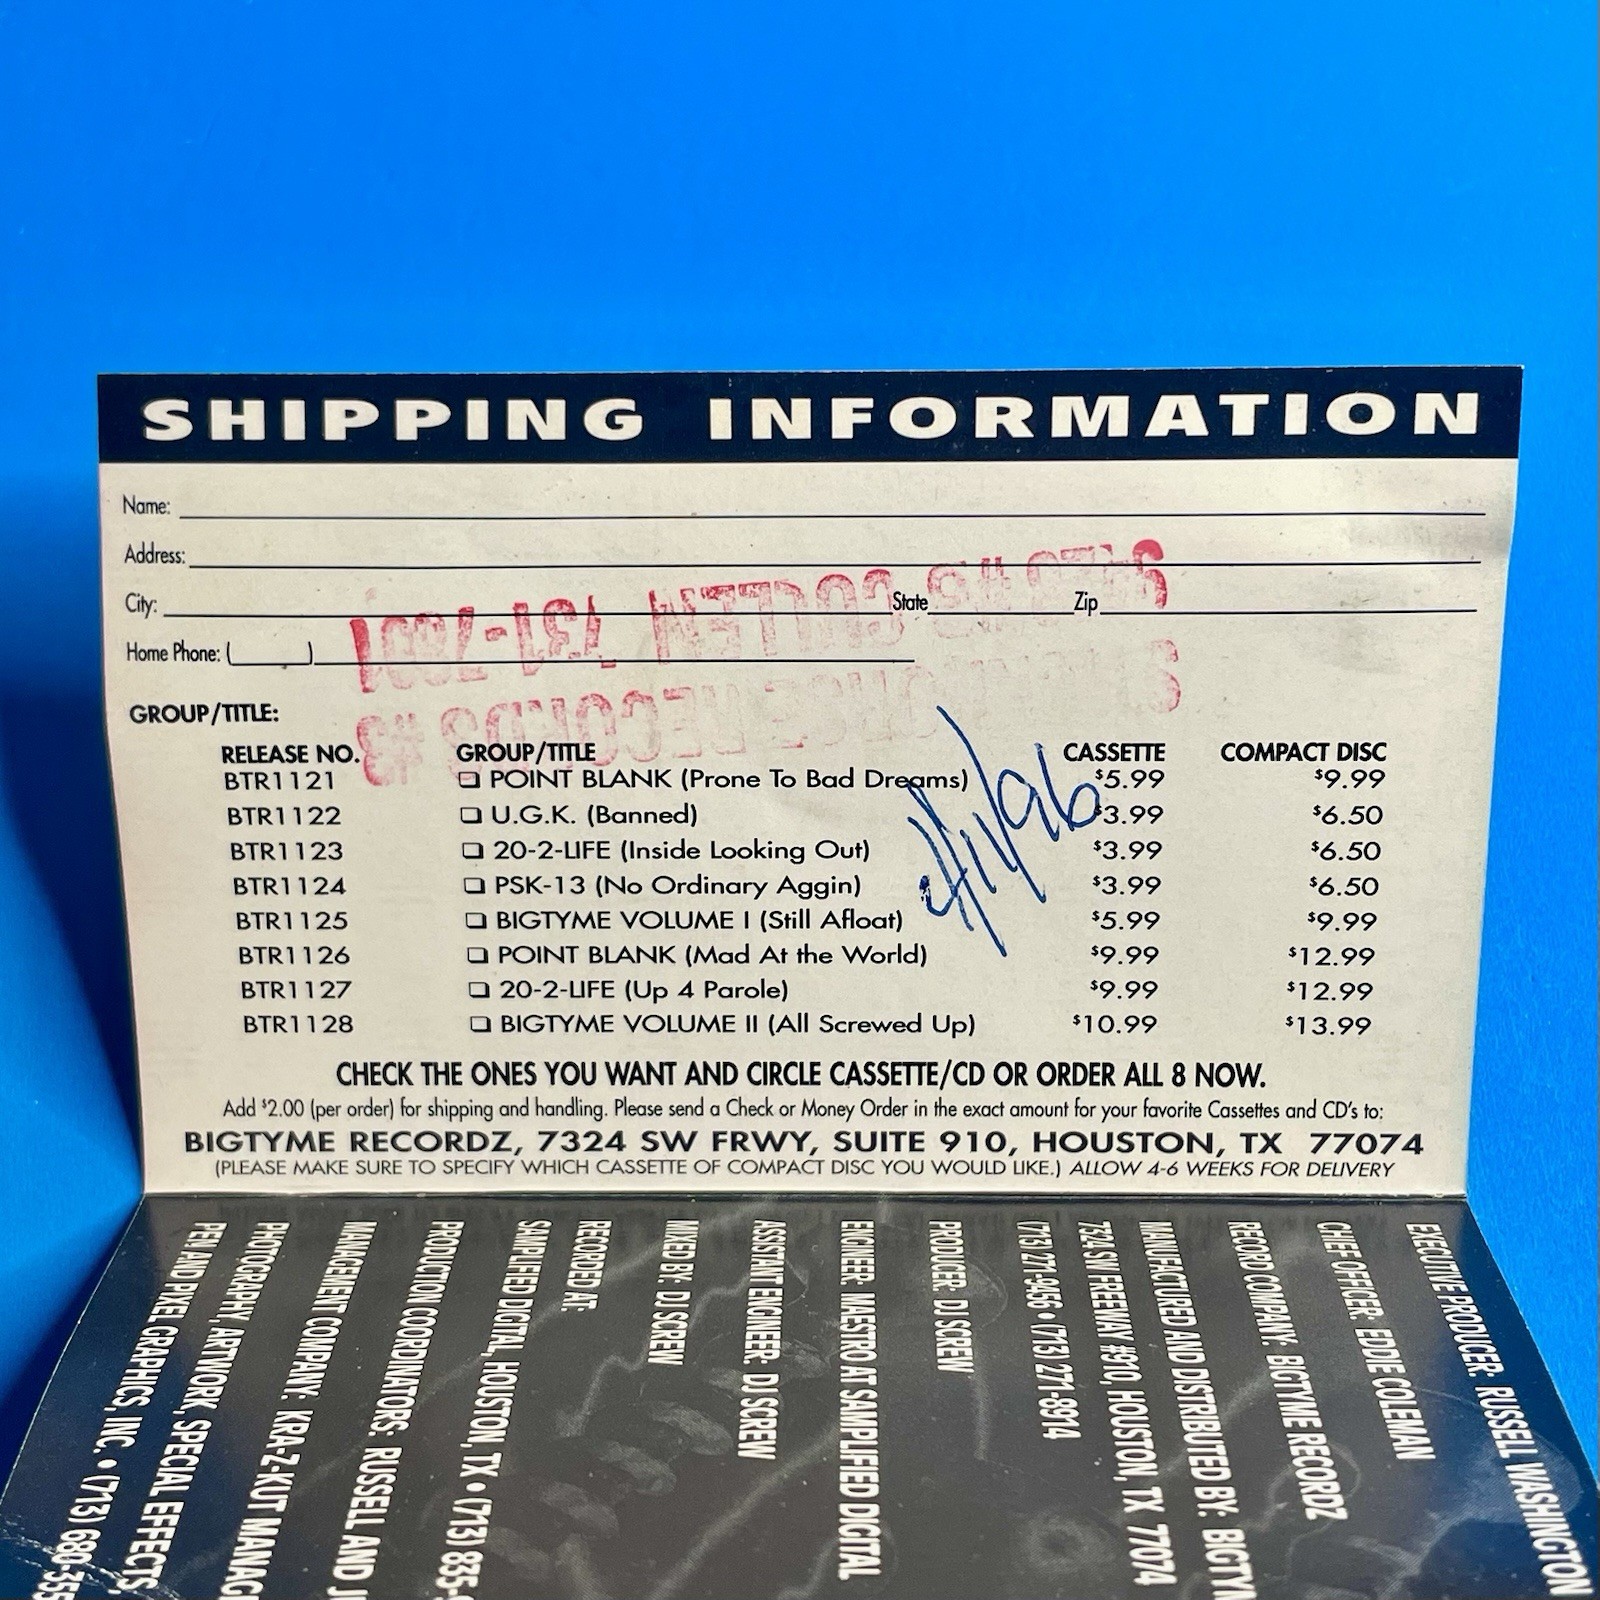 SHIPPING INFORMATION
Name:
Address:
City: State Zip
Home Phone: ( )
GROUP/TITLE:
RELEASE NO. GROUP/TITLE CASSETTE COMPACT DISC
BTR1121 POINT BLANK (Prone To Bad Dreams) $5.99 $9.99
BTR1122 U.G.K. (Banned) $3.99 $6.50
BTR1123 20-2-LIFE (Inside Looking Out) $3.99 $6.50
BTR1124 PSK-13 (No Ordinary Aggin) $3.99 $6.50
BTR1125 BIGTYME VOLUME I (Still Afloat) $5.99 $9.99
BTR1126 POINT BLANK (Mad At the World) $9.99 $12.99
BTR1127 20-2-LIFE (Up 4 Parole) $9.99 $12.99
BTR1128 BIGTYME VOLUME II (All Screwed Up) $10.99 $13.99
CHECK THE ONES YOU WANT AND CIRCLE CASSETTE/CD OR ORDER ALL 8 NOW.
Add $2.00 (per order) for shipping and handling. Please send a Check or Money Order in the exact amount for your favorite Cassettes and CD's to:
BIGTYME RECORDZ, 7324 SW FRWY, SUITE 910, HOUSTON, TX 77074
(PLEASE MAKE SURE TO SPECIFY WHICH CASSETTE OF COMPACT DISC YOU WOULD LIKE.) ALLOW 4-6 WEEKS FOR DELIVERY
RECORDS #3
CULLEN 731-7891
EXECUTIVE PRODUCER: RUSSELL WASHINGTON
CHIEF OFFICER: EDDIE COLEMAN
RECORD COMPANY: BIGTYME RECORDZ
MANUFACTURED AND DISTRIBUTED BY: BIGTY
7324 SW FREEWAY #910, HOUSTON, TX 77074
(713) 271-9456 • (713) 271-8914
PRODUCER: DJ SCREW
ENGINEER: MAESTRO AT SAMPLIFIED DIGITAL
ASSISTANT ENGINEER: DJ SCREW
MIXED BY: DJ SCREW
RECORDED AT:
SAMPLIFIED DIGITAL, HOUSTON, TX • (713) 835-
PRODUCTION COORDINATORS: RUSSELL AND
MANAGEMENT COMPANY: KRA-Z-KUT MANAG
PHOTOGRAPHY, ARTWORK, SPECIAL EFFECTS,
PEN AND PIXEL GRAPHICS, INC. • (713) 680-355